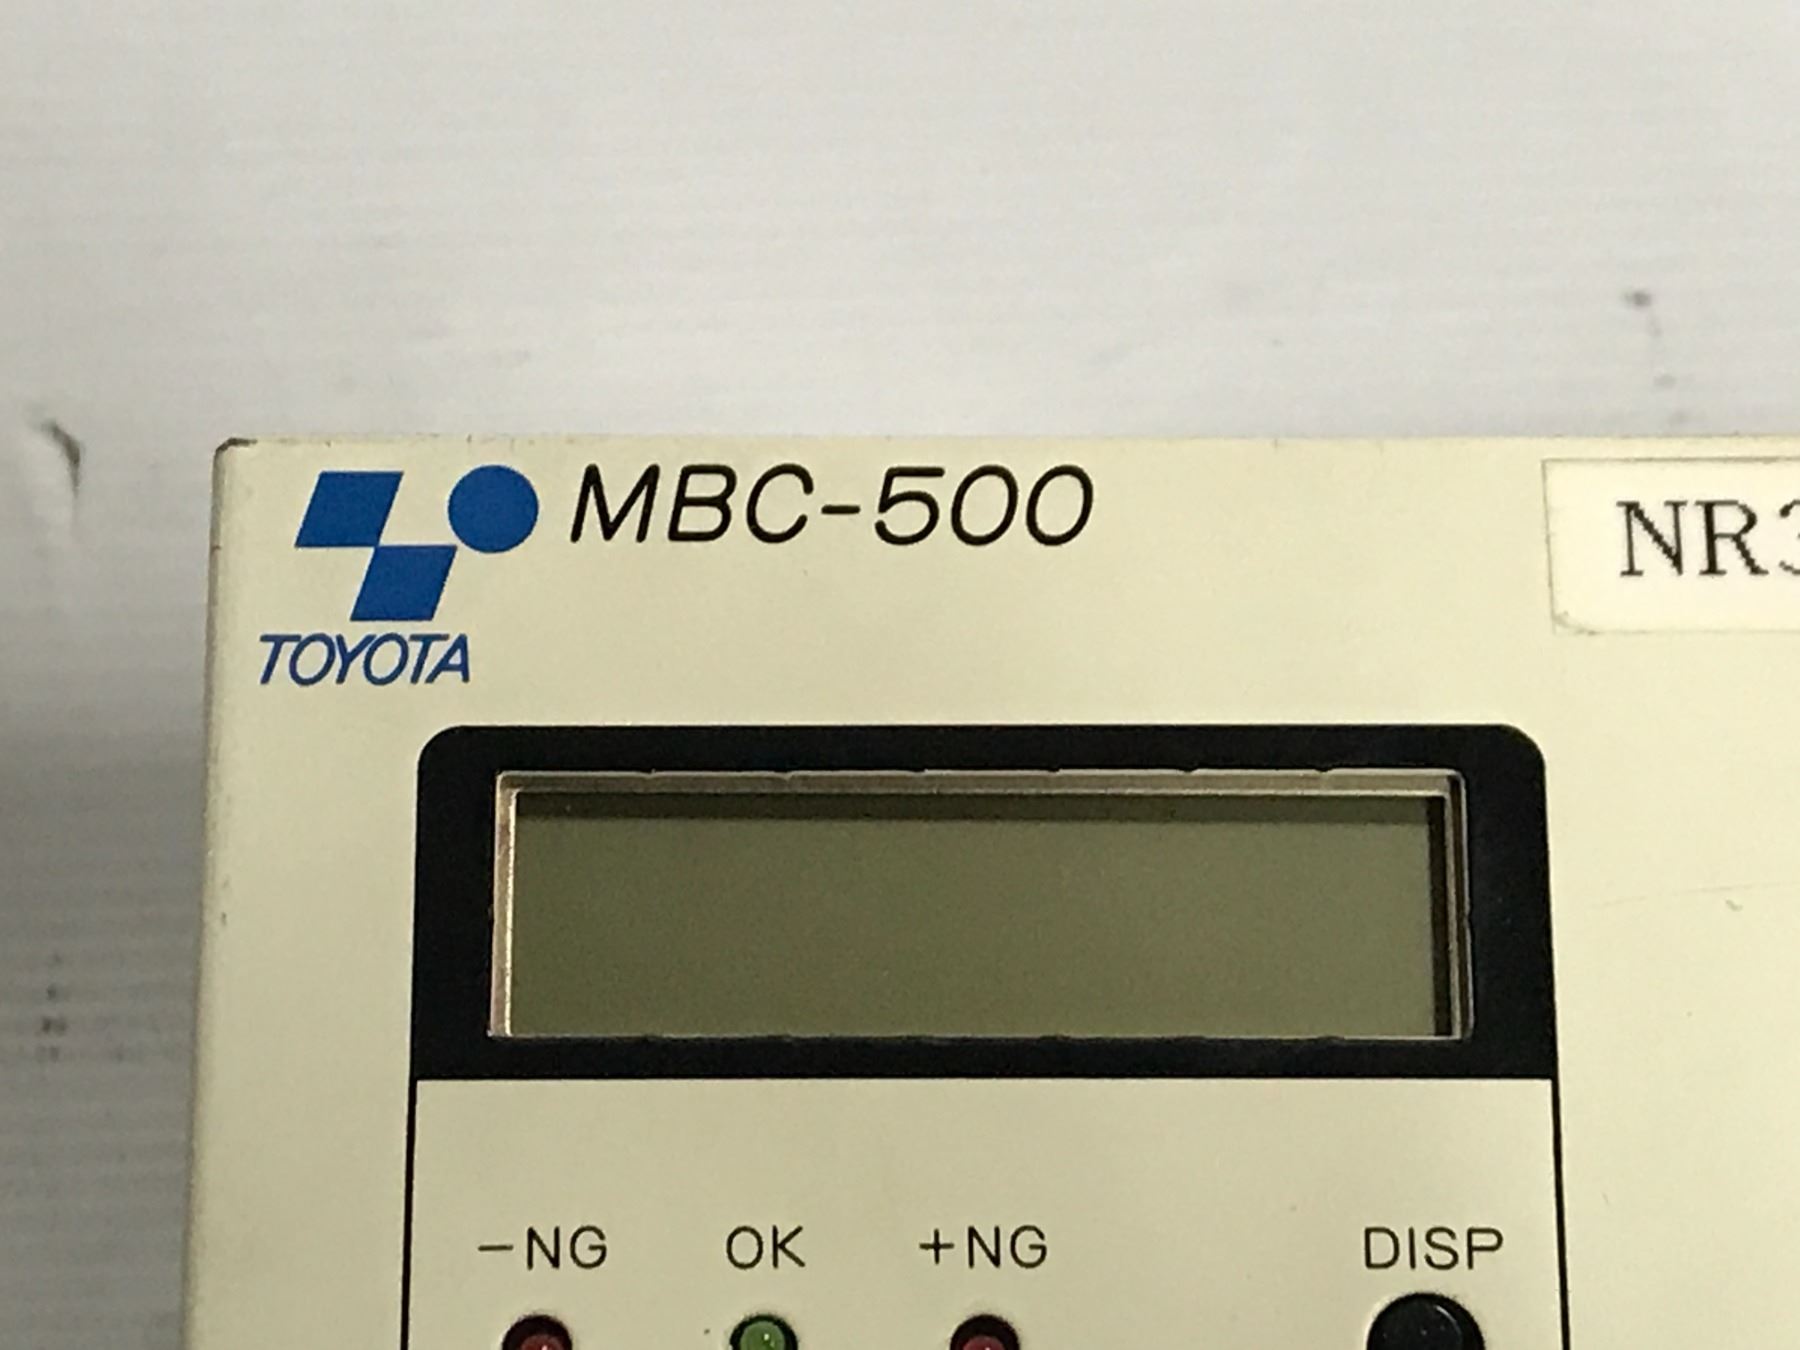 MBC-500
NR3
TOYOTA
-NG OK +NG DISP